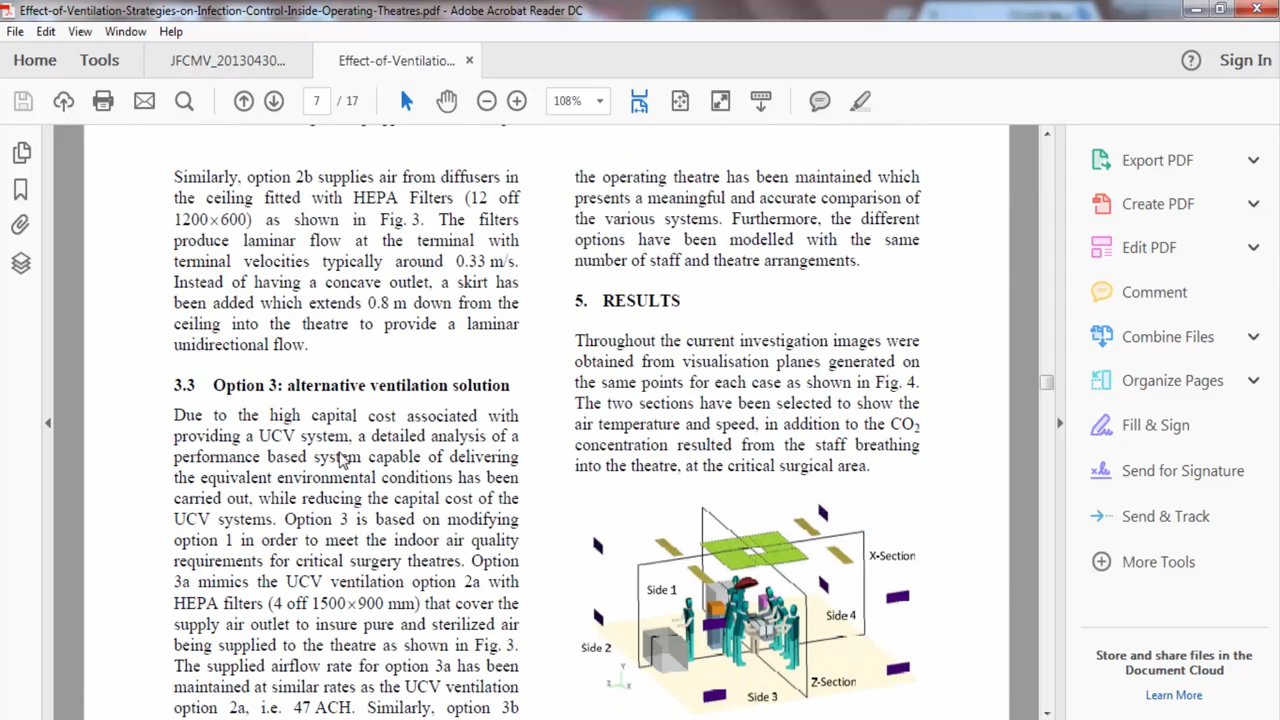 Effect-of-Ventilation-Strategies-on-Infection-Control-Inside-Operating-Theatres.pdf - Adobe Acrobat Reader DC
File Edit View Window Help
Home Tools JFCMV_20130430... Effect-of-Ventilatio... × Sign In
7 / 17 108%
Similarly, option 2b supplies air from diffusers in
the ceiling fitted with HEPA Filters (12 off
1200×600) as shown in Fig. 3. The filters
produce laminar flow at the terminal with
terminal velocities typically around 0.33 m/s.
Instead of having a concave outlet, a skirt has
been added which extends 0.8 m down from the
ceiling into the theatre to provide a laminar
unidirectional flow.
3.3 Option 3: alternative ventilation solution
Due to the high capital cost associated with
providing a UCV system, a detailed analysis of a
performance based system capable of delivering
the equivalent environmental conditions has been
carried out, while reducing the capital cost of the
UCV systems. Option 3 is based on modifying
option 1 in order to meet the indoor air quality
requirements for critical surgery theatres. Option
3a mimics the UCV ventilation option 2a with
HEPA filters (4 off 1500×900 mm) that cover the
supply air outlet to insure pure and sterilized air
being supplied to the theatre as shown in Fig. 3.
The supplied airflow rate for option 3a has been
maintained at similar rates as the UCV ventilation
option 2a, i.e. 47 ACH. Similarly, option 3b
the operating theatre has been maintained which
presents a meaningful and accurate comparison of
the various systems. Furthermore, the different
options have been modelled with the same
number of staff and theatre arrangements.
5. RESULTS
Throughout the current investigation images were
obtained from visualisation planes generated on
the same points for each case as shown in Fig. 4.
The two sections have been selected to show the
air temperature and speed, in addition to the CO₂
concentration resulted from the staff breathing
into the theatre, at the critical surgical area.
X-Section
Side 1
Side 4
Side 2
Z-Section
Side 3
Y
X
Z
Export PDF
Create PDF
Edit PDF
Comment
Combine Files
Organize Pages
Fill & Sign
Send for Signature
Send & Track
More Tools
Store and share files in the
Document Cloud
Learn More